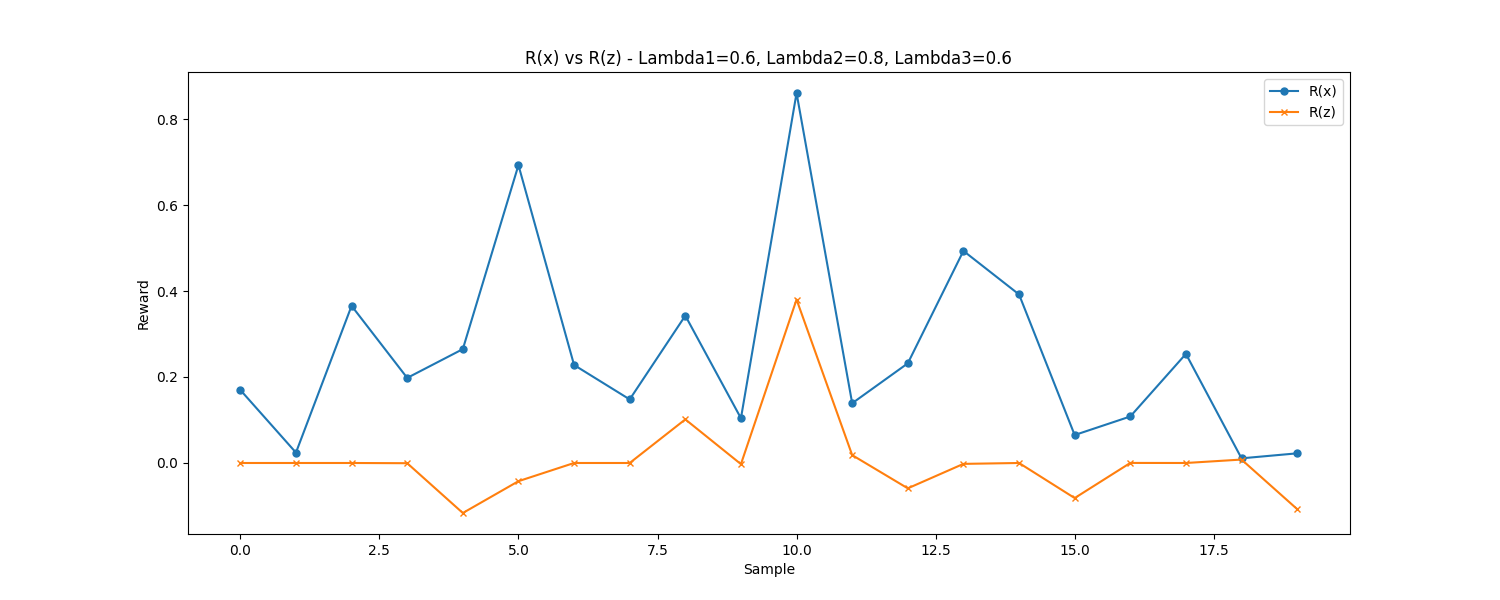 R(x) vs R(z) - Lambda1=0.6, Lambda2=0.8, Lambda3=0.6
R(x)
R(z)
Reward
0.8
0.6
0.4
0.2
0.0
0.0 2.5 5.0 7.5 10.0 12.5 15.0 17.5
Sample